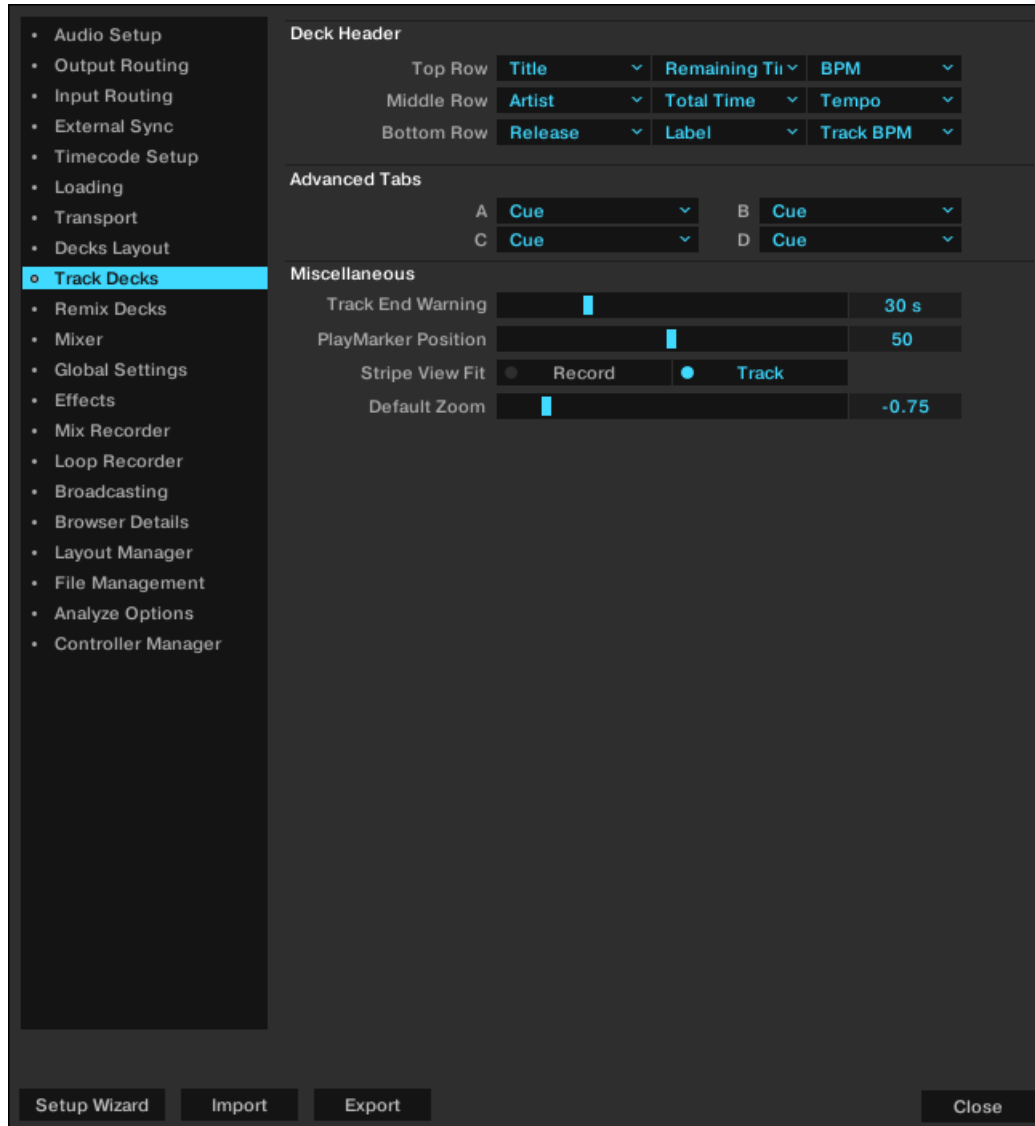 Audio Setup
Output Routing
Input Routing
External Sync
Timecode Setup
Loading
Transport
Decks Layout
Track Decks
Remix Decks
Mixer
Global Settings
Effects
Mix Recorder
Loop Recorder
Broadcasting
Browser Details
Layout Manager
File Management
Analyze Options
Controller Manager
Deck Header
Top Row Title Remaining Ti BPM
Middle Row Artist Total Time Tempo
Bottom Row Release Label Track BPM
Advanced Tabs
A Cue B Cue
C Cue D Cue
Miscellaneous
Track End Warning 30 s
PlayMarker Position 50
Stripe View Fit Record Track
Default Zoom -0.75
Setup Wizard Import Export Close